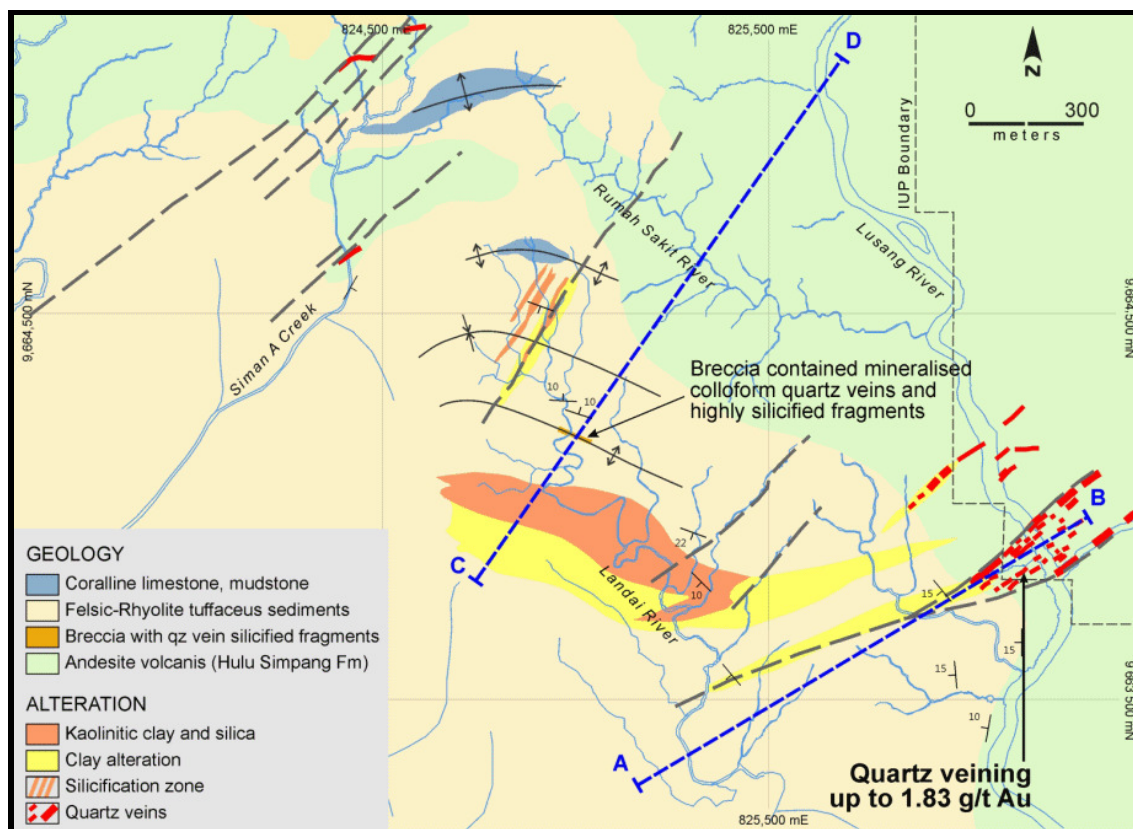 824,500 mE
825,500 mE
D
N
0 300
meters
IUP Boundary
Rumah Sakit River
Lusang River
9,664,500 mN
9,664,500 mN
Siman A Creek
Breccia contained mineralised
colloform quartz veins and
highly silicified fragments
10
10
B
C
22
10
Landai River
15
15
15
10
9 663 500 mN
A
Quartz veining
up to 1.83 g/t Au
825,500 mE
GEOLOGY
Coralline limestone, mudstone
Felsic-Rhyolite tuffaceus sediments
Breccia with qz vein silicified fragments
Andesite volcanis (Hulu Simpang Fm)
ALTERATION
Kaolinitic clay and silica
Clay alteration
Silicification zone
Quartz veins